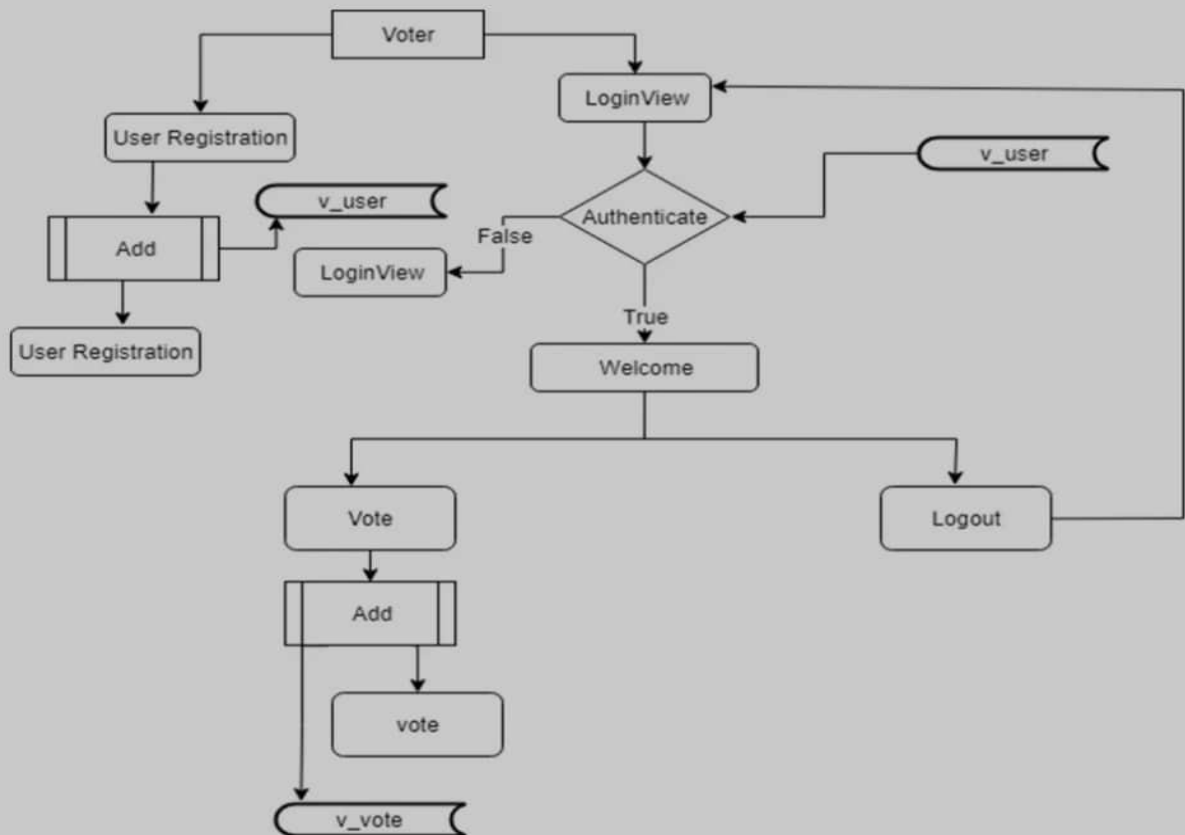 Voter
LoginView
User Registration
v_user
v_user
Authenticate
False
Add
LoginView
True
User Registration
Welcome
Vote
Logout
Add
vote
v_vote